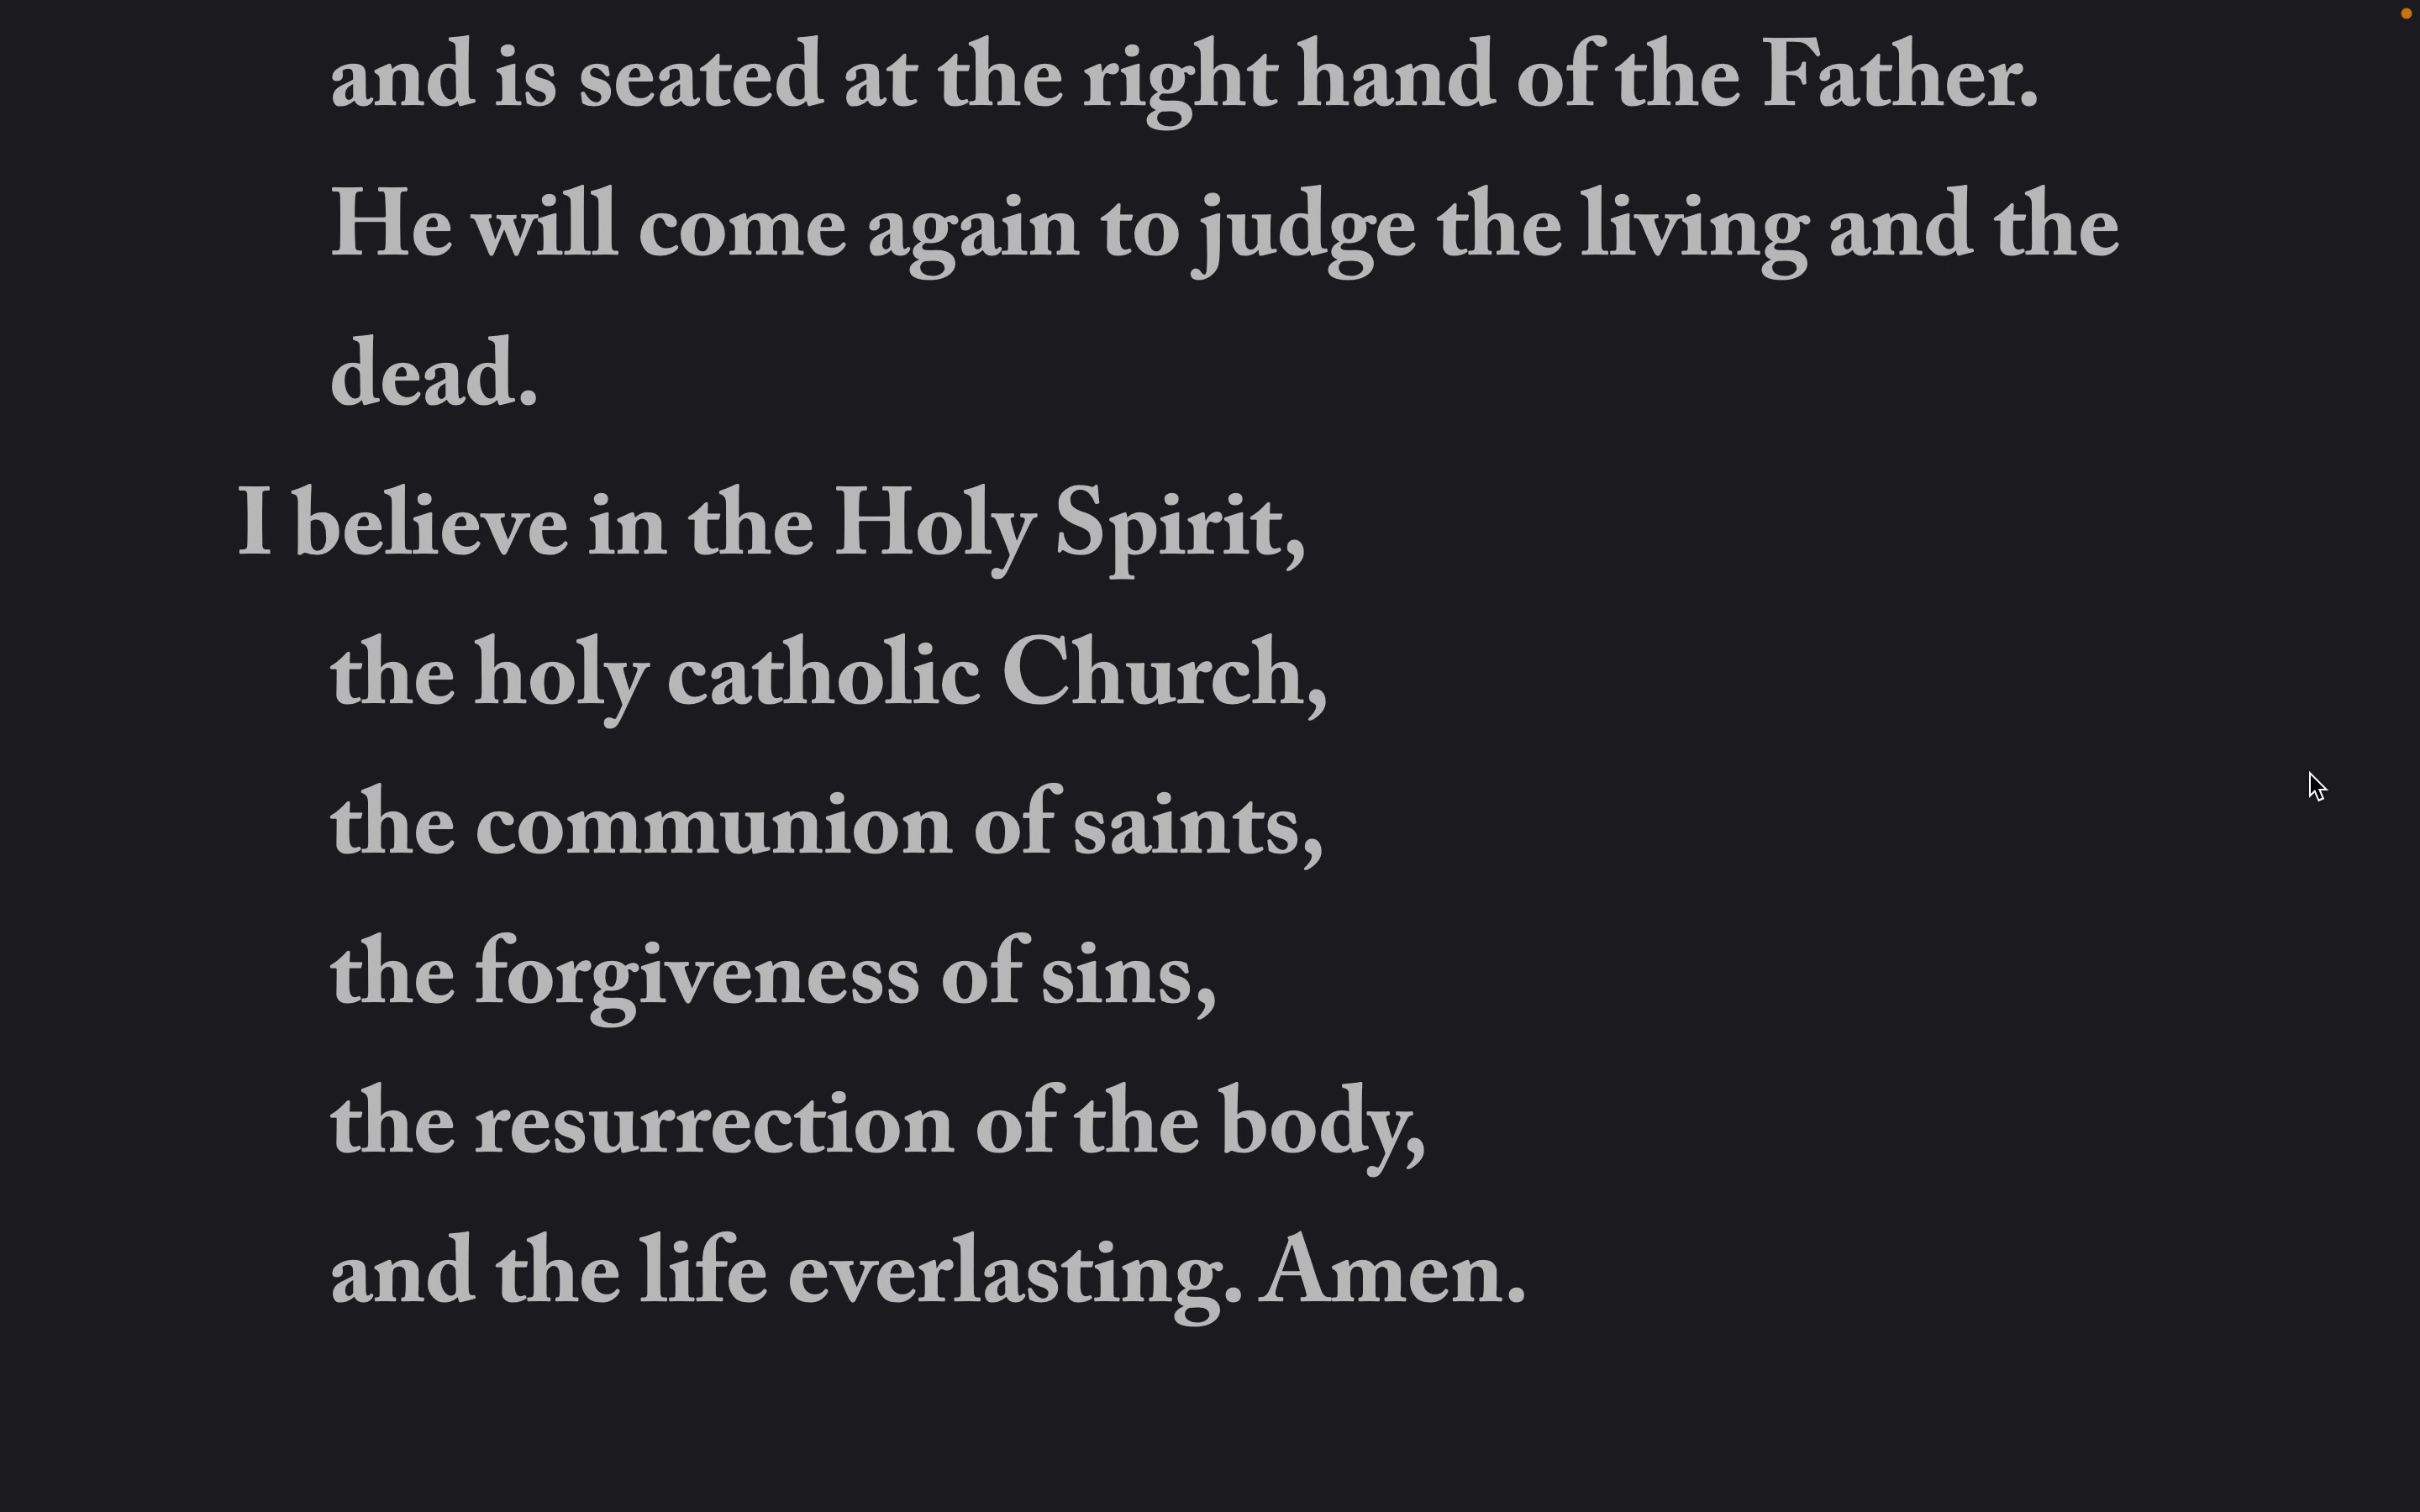 and is seated at the right hand of the Father.
He will come again to judge the living and the
dead.
I believe in the Holy Spirit,
the holy catholic Church,
the communion of saints,
the forgiveness of sins,
the resurrection of the body,
and the life everlasting. Amen.